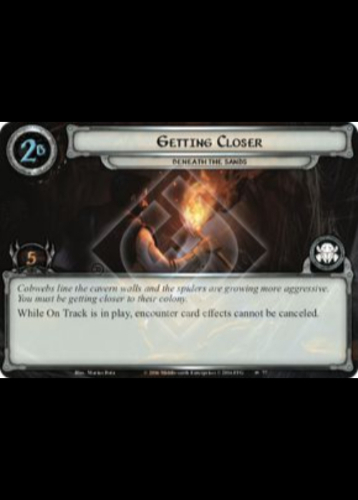 2B
GETTING CLOSER
BENEATH THE SANDS
5
Cobwebs line the cavern walls and the spiders are growing more aggressive.
You must be getting closer to their colony.
While On Track is in play, encounter card effects cannot be canceled.